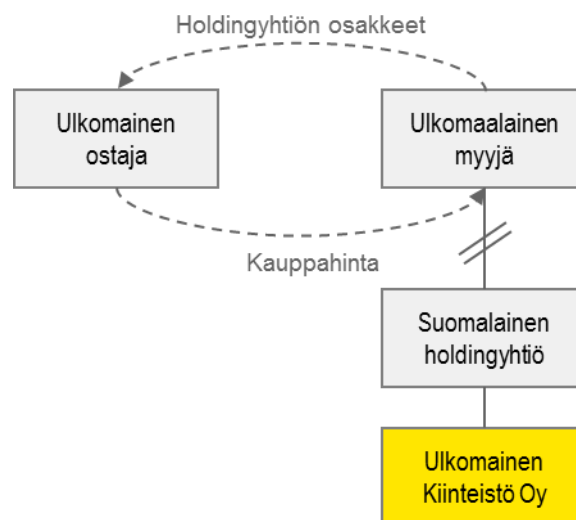 Holdingyhtiön osakkeet
Ulkomainen
ostaja
Ulkomaalainen
myyjä
Kauppahinta
Suomalainen
holdingyhtiö
Ulkomainen
Kiinteistö Oy